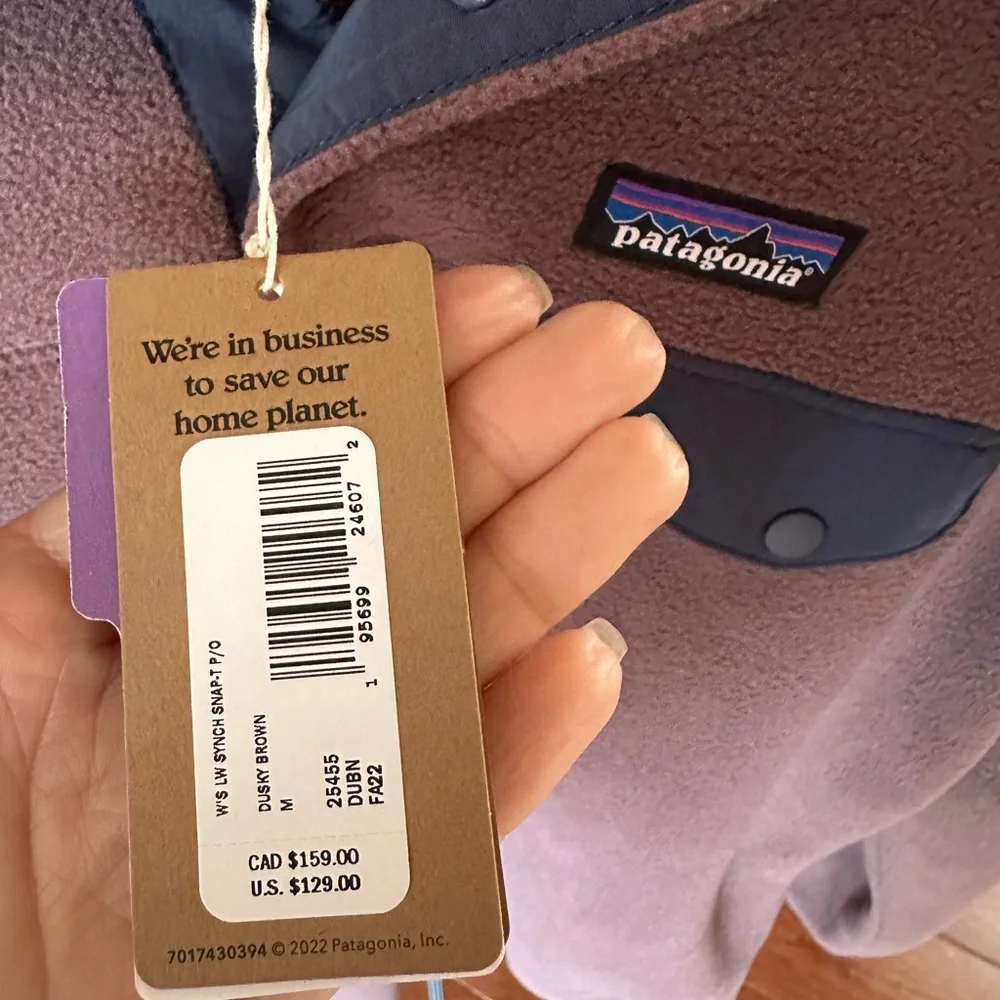 patagonia®
We're in business
to save our
home planet.
1 95699 24607 2
W'S LW SYNCH SNAP-T P/O
DUSKY BROWN
M
25455
DUBN
FA22
CAD $159.00
U.S. $129.00
7017430394 © 2022 Patagonia, Inc.